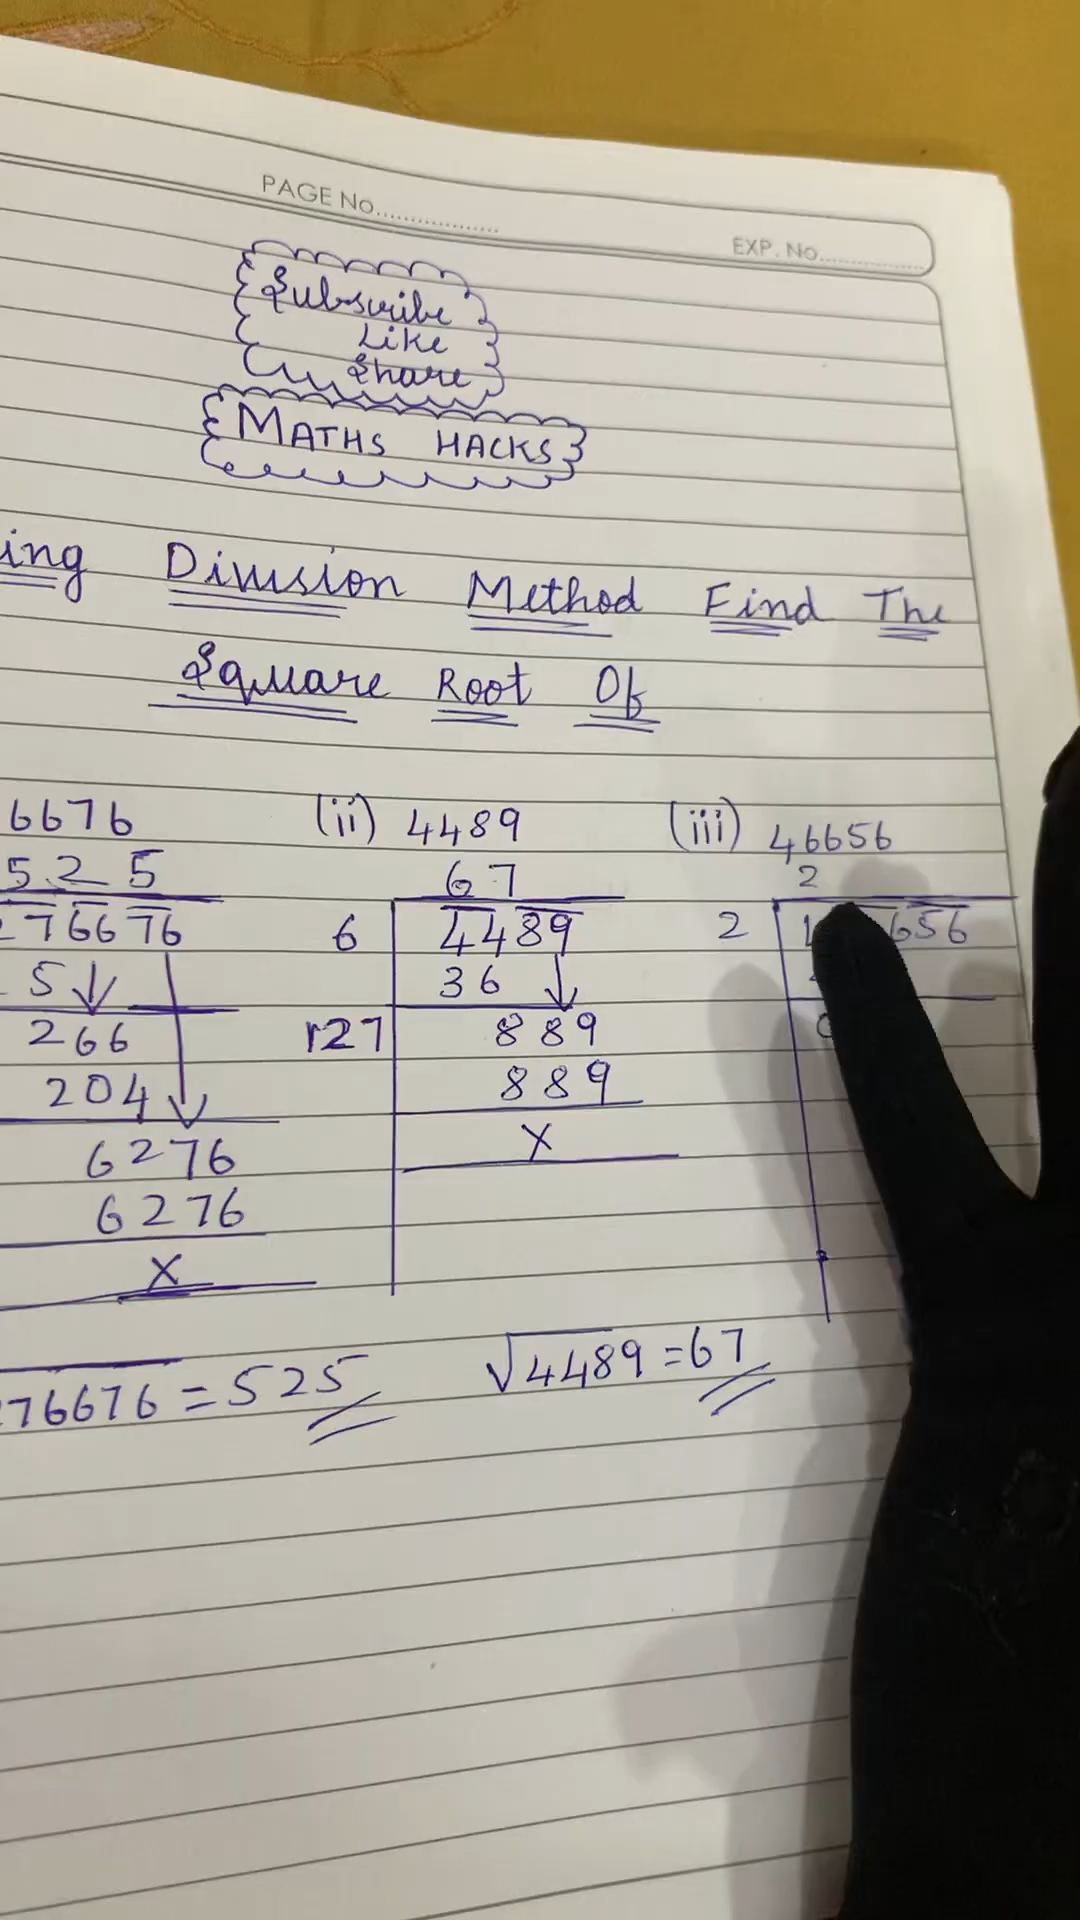 PAGE No.
EXP. No.
Subscribe
Like
Share
MATHS HACKS
ing Division Method Find The
Square Root Of
6676
525
276676
5
266
204
6276
6276
X
276676 = 525
(ii) 4489
67
6 4489
36
127 889
889
X
√4489 = 67
(iii) 46656
2
2 656